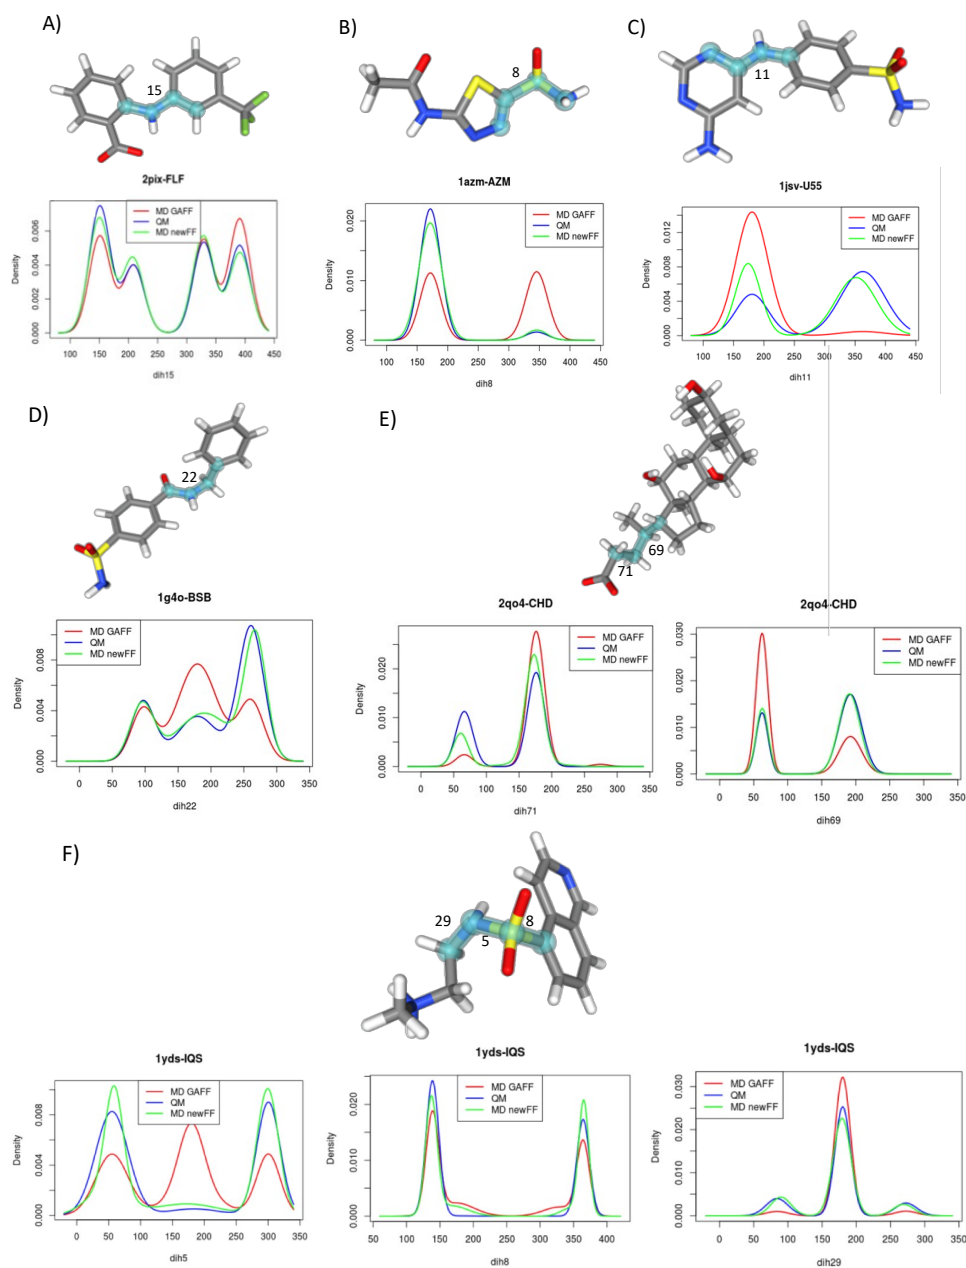 A)
B)
C)
15
8
11
2pix-FLF
1azm-AZM
1jsv-U55
MD GAFF
QM
MD newFF
Density
0.000
0.002
0.004
0.006
100
150
200
250
300
350
400
450
dih15
MD GAFF
QM
MD newFF
Density
0.000
0.010
0.020
100
150
200
250
300
350
400
450
dih8
MD GAFF
QM
MD newFF
Density
0.000
0.004
0.008
0.012
100
150
200
250
300
350
400
450
dih11
D)
E)
22
69
71
1g4o-BSB
2qo4-CHD
2qo4-CHD
MD GAFF
QM
MD newFF
Density
0.000
0.004
0.008
0
50
100
150
200
250
300
350
dih22
MD GAFF
QM
MD newFF
Density
0.000
0.010
0.020
0
50
100
150
200
250
300
350
dih71
MD GAFF
QM
MD newFF
Density
0.000
0.010
0.020
0.030
0
50
100
150
200
250
300
350
dih69
F)
29
8
5
1yds-IQS
1yds-IQS
1yds-IQS
MD GAFF
QM
MD newFF
Density
0.000
0.004
0.008
0
50
100
150
200
250
300
350
dih5
MD GAFF
QM
MD newFF
Density
0.000
0.010
0.020
50
100
150
200
250
300
350
400
dih8
MD GAFF
QM
MD newFF
Density
0.000
0.010
0.020
0.030
0
50
100
150
200
250
300
350
dih29